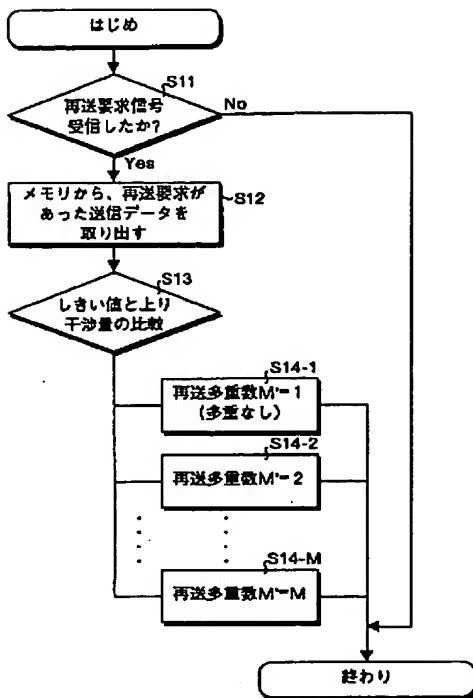 はじめ
S11
再送要求信号
受信したか?
No
Yes
S12
メモリから、再送要求が
あった送信データを
取り出す
S13
しきい値と上り
干渉量の比較
S14-1
再送多重数M'=1
(多重なし)
S14-2
再送多重数M'=2
S14-M
再送多重数M'=M
終わり